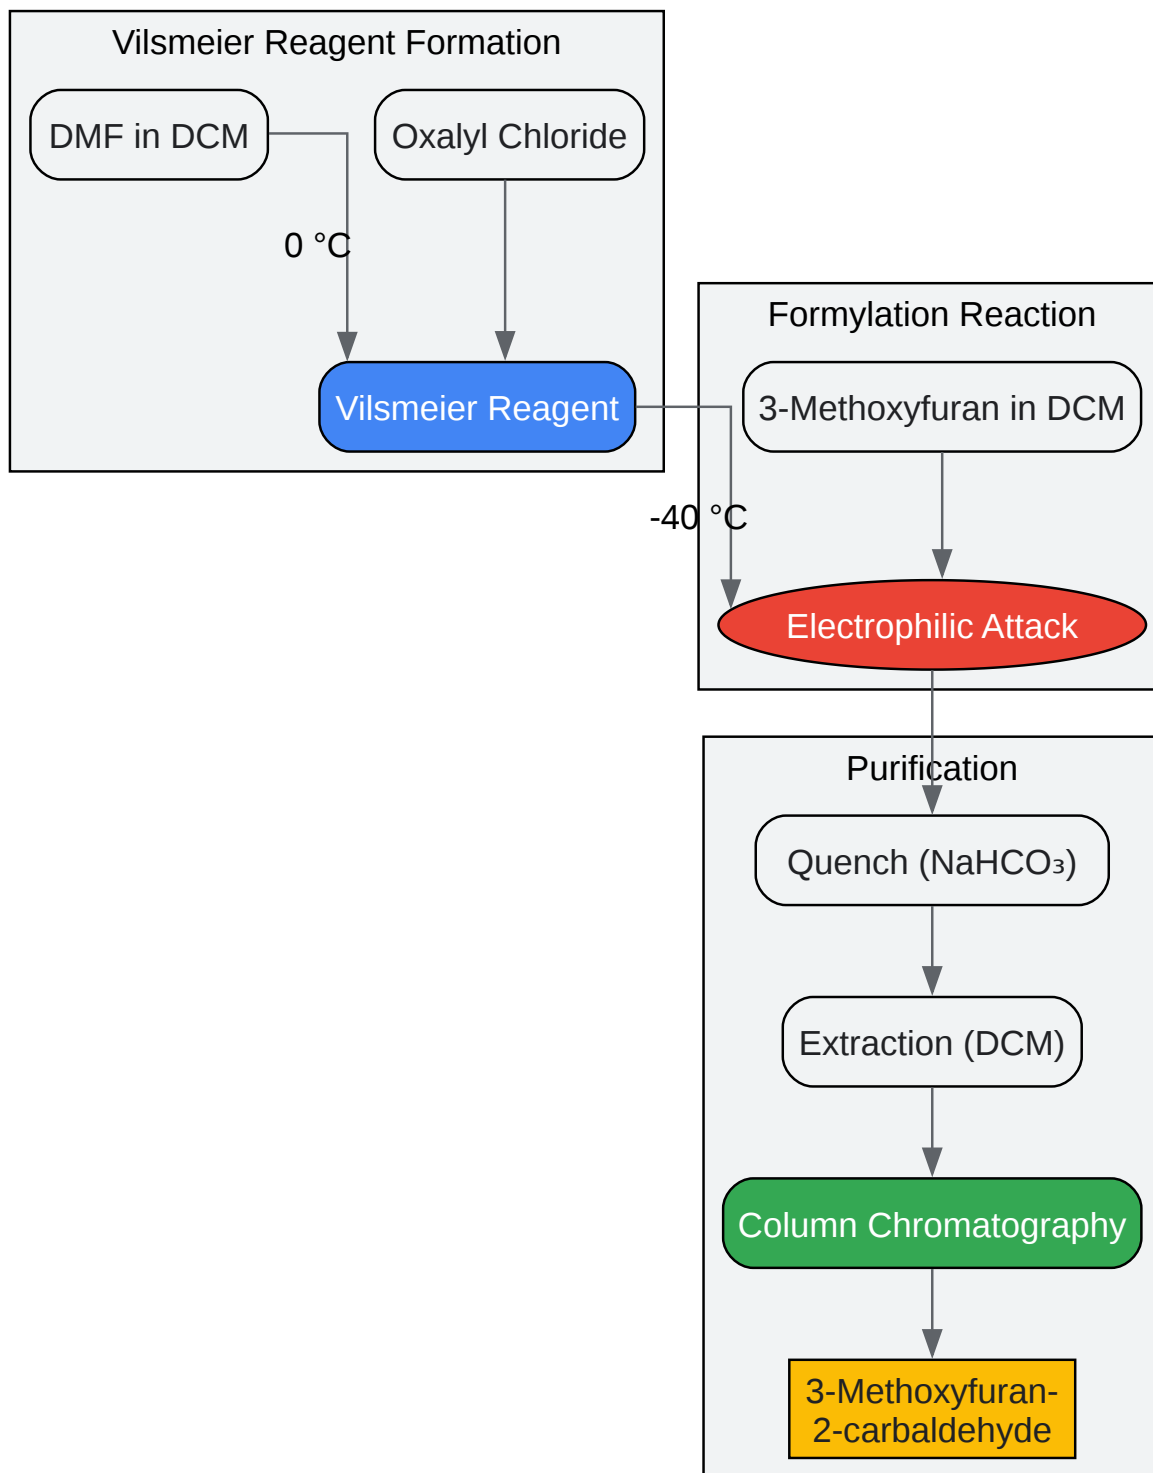 Vilsmeier Reagent Formation
DMF in DCM
Oxalyl Chloride
0 °C
Vilsmeier Reagent
Formylation Reaction
3-Methoxyfuran in DCM
-40 °C
Electrophilic Attack
Purification
Quench (NaHCO₃)
Extraction (DCM)
Column Chromatography
3-Methoxyfuran-
2-carbaldehyde